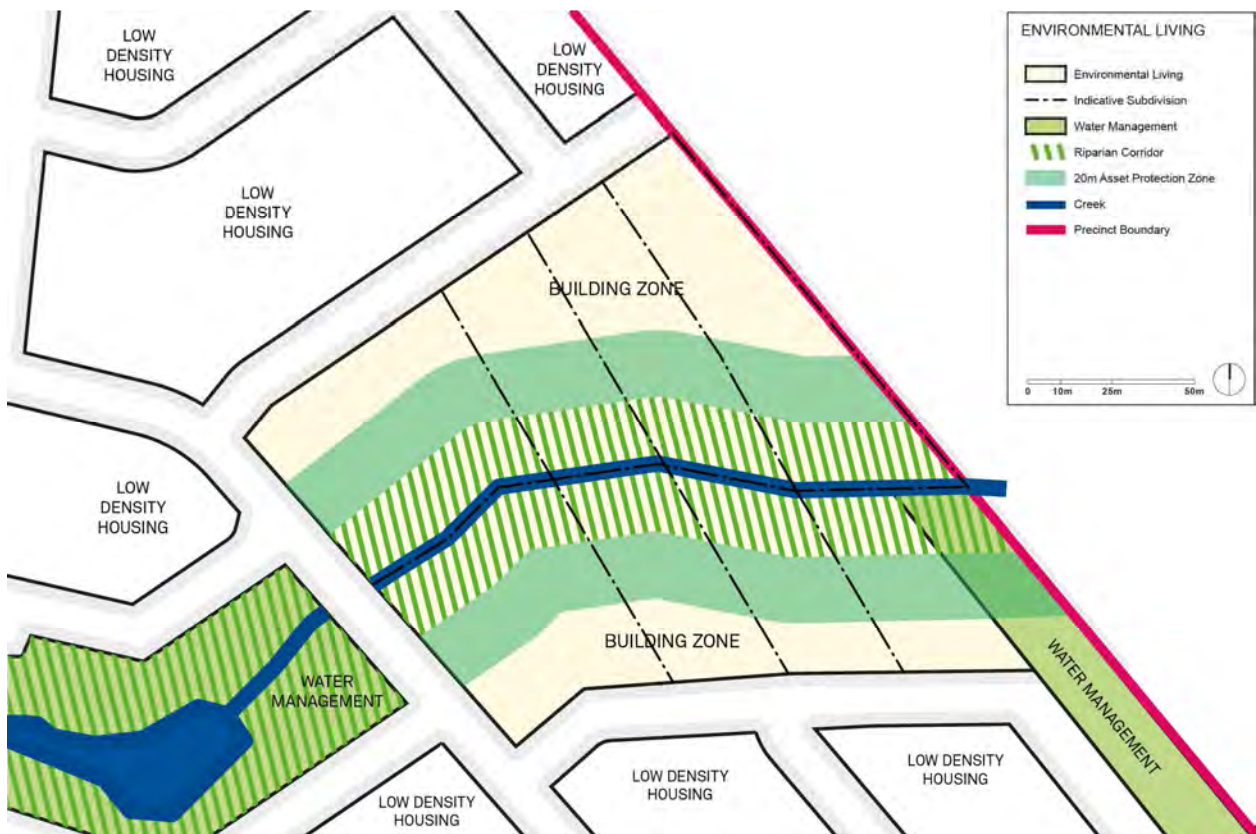 LOW
DENSITY
HOUSING
LOW
DENSITY
HOUSING
ENVIRONMENTAL LIVING
Environmental Living
Indicative Subdivision
Water Management
Riparian Corridor
20m Asset Protection Zone
Creek
Precinct Boundary
0 10m 25m 50m
LOW
DENSITY
HOUSING
BUILDING ZONE
LOW
DENSITY
HOUSING
BUILDING ZONE
WATER
MANAGEMENT
WATER MANAGEMENT
LOW DENSITY
HOUSING
LOW DENSITY
HOUSING
LOW DENSITY
HOUSING